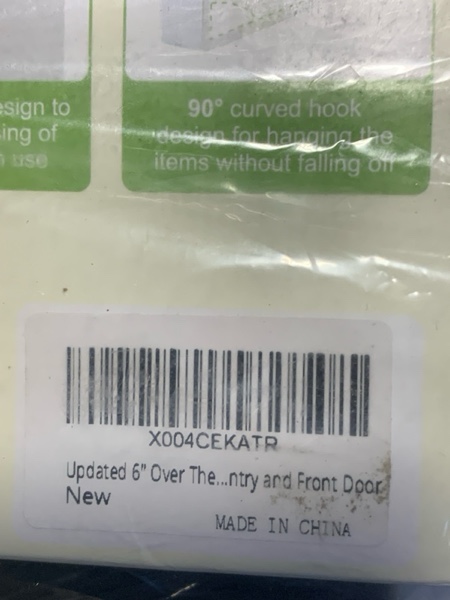 esign to
ing of
use
90° curved hook
design for hanging the
items without falling off
X004CEKATR
Updated 6" Over The...ntry and Front Door
New
MADE IN CHINA